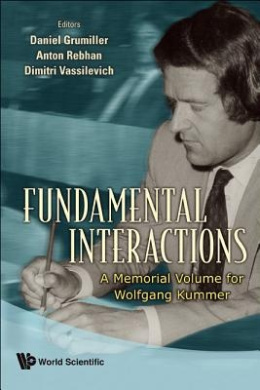 Editors
Daniel Grumiller
Anton Rebhan
Dimitri Vassilevich
FUNDAMENTAL
INTERACTIONS
A Memorial Volume for
Wolfgang Kummer
World Scientific